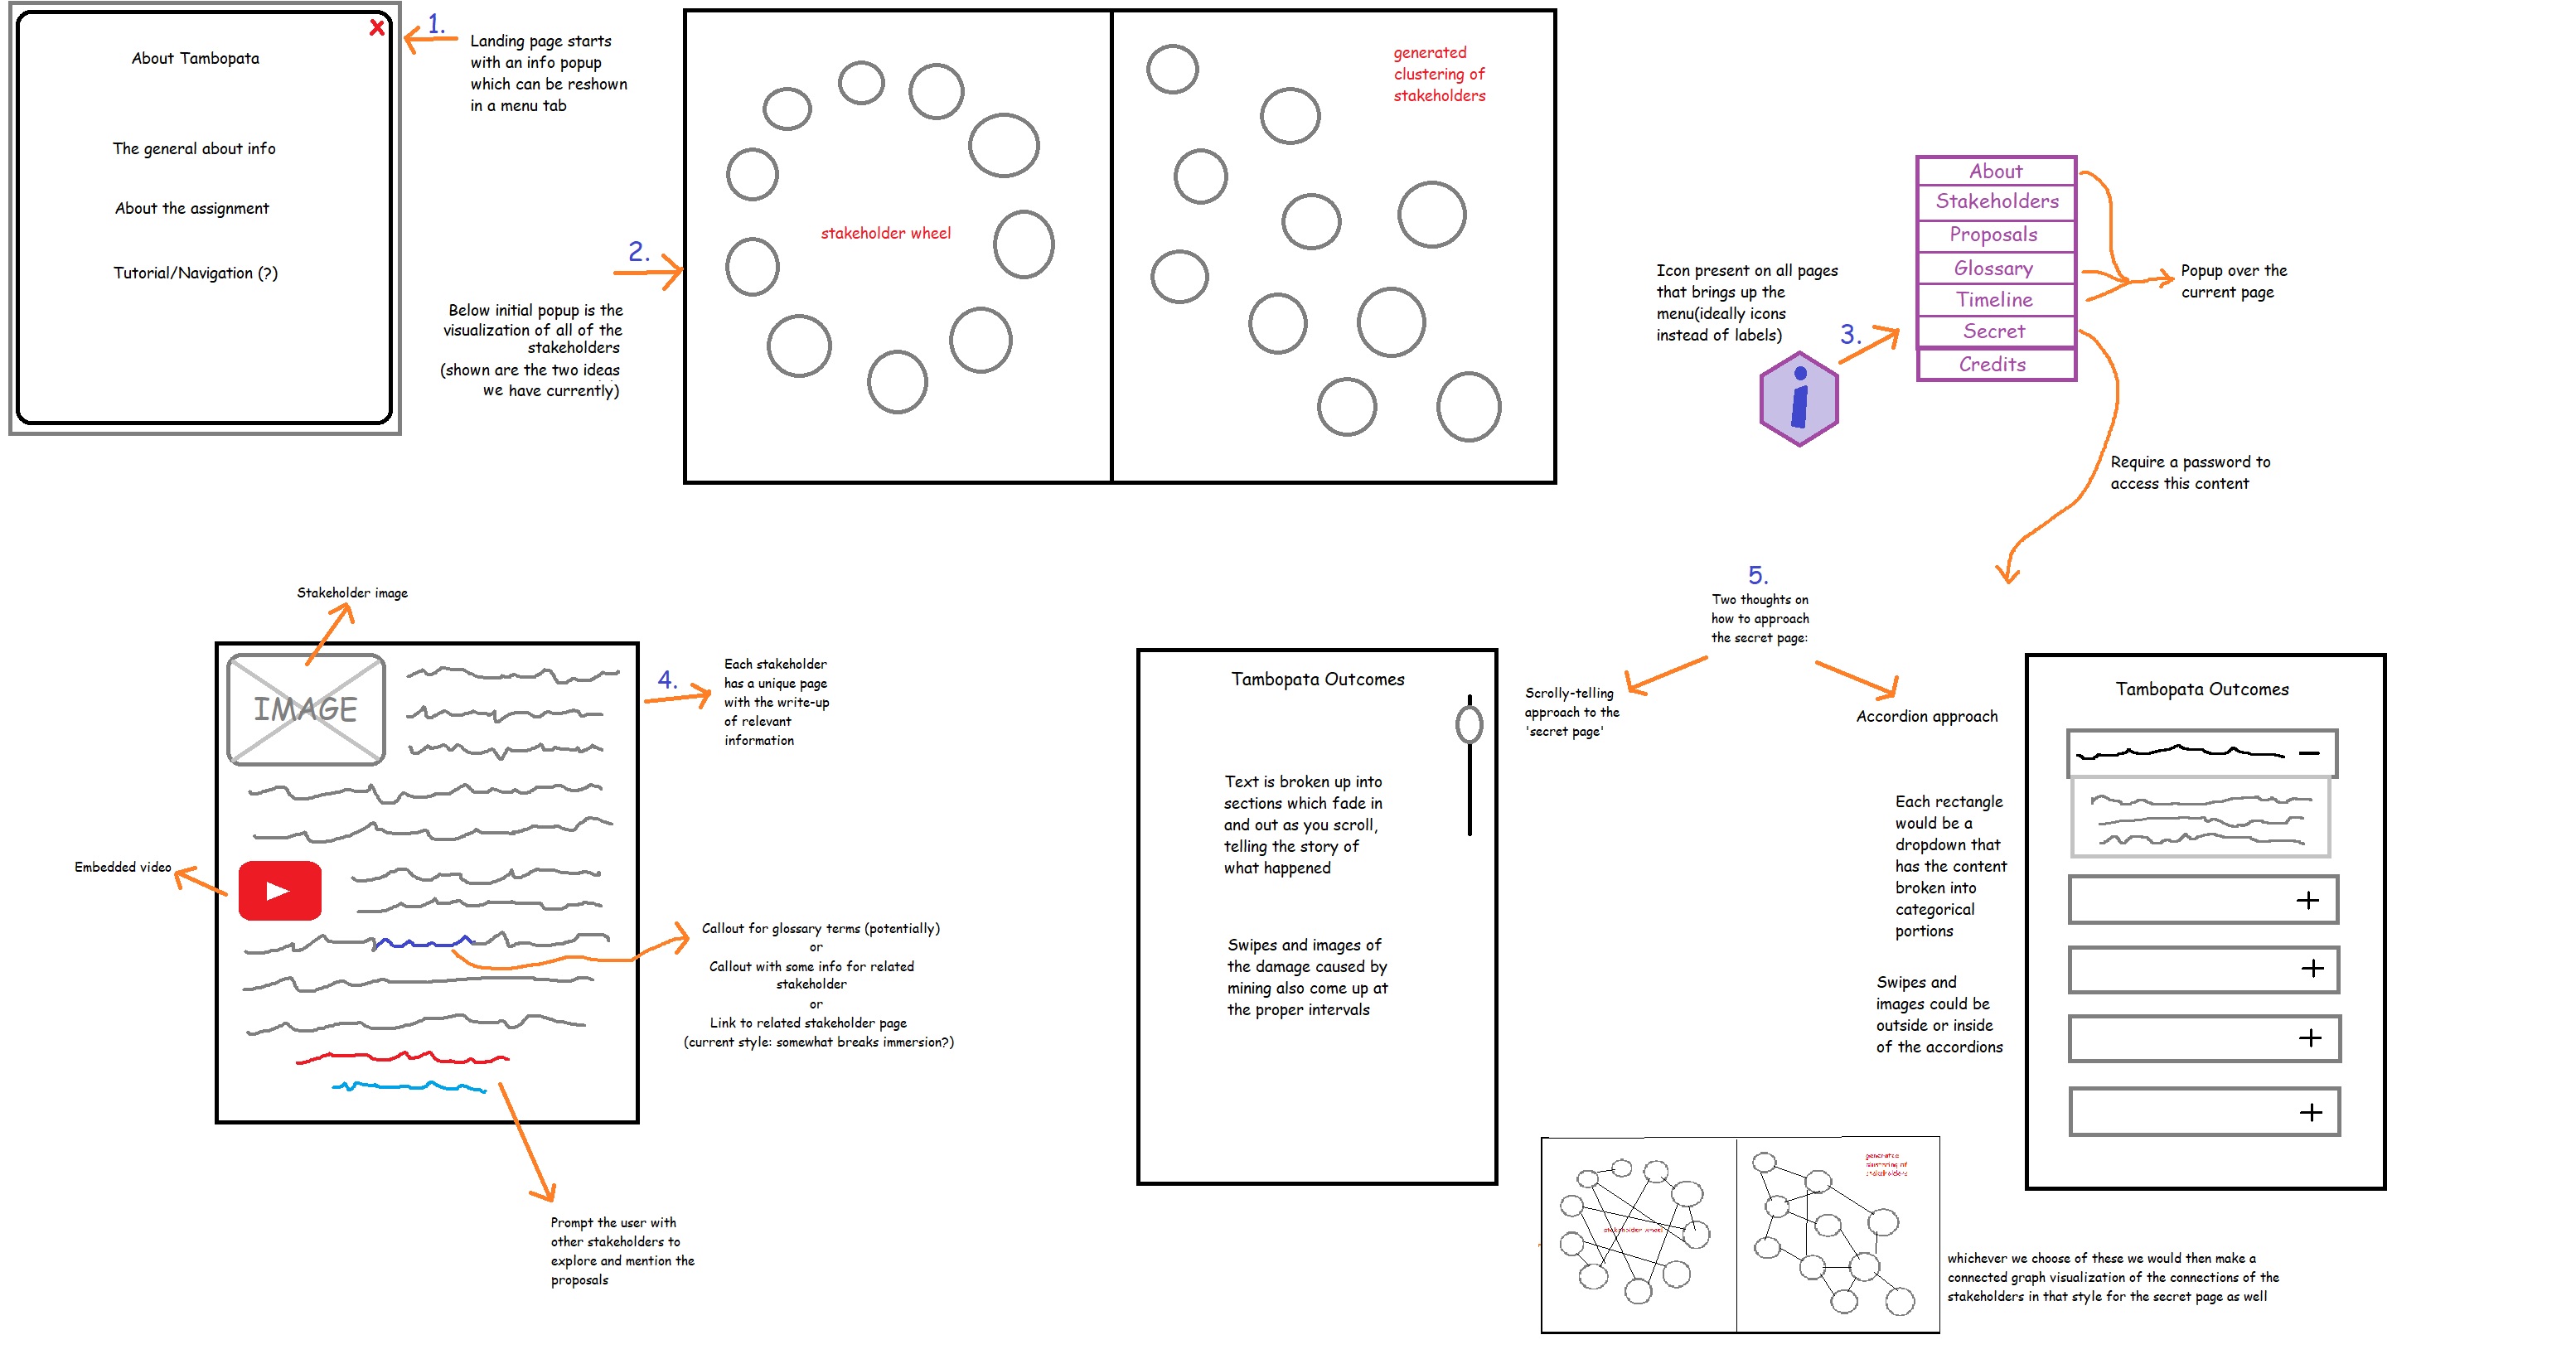 About Tambopata
The general about info
About the assignment
Tutorial/Navigation (?)
x
1.
Landing page starts
with an info popup
which can be reshown
in a menu tab
2.
Below initial popup is the
visualization of all of the
stakeholders
(shown are the two ideas
we have currently)
stakeholder wheel
generated
clustering of
stakeholders
Icon present on all pages
that brings up the
menu(ideally icons
instead of labels)
3.
i
About
Stakeholders
Proposals
Glossary
Timeline
Secret
Credits
Popup over the
current page
Require a password to
access this content
Stakeholder image
IMAGE
4.
Each stakeholder
has a unique page
with the write-up
of relevant
information
Embedded video
Callout for glossary terms (potentially)
or
Callout with some info for related
stakeholder
or
Link to related stakeholder page
(current style: somewhat breaks immersion?)
Prompt the user with
other stakeholders to
explore and mention the
proposals
5.
Two thoughts on
how to approach
the secret page:
Scrolly-telling
approach to the
'secret page'
Tambopata Outcomes
Text is broken up into
sections which fade in
and out as you scroll,
telling the story of
what happened
Swipes and images of
the damage caused by
mining also come up at
the proper intervals
Accordion approach
Each rectangle
would be a
dropdown that
has the content
broken into
categorical
portions
Swipes and
images could be
outside or inside
of the accordions
Tambopata Outcomes
stakeholder wheel
generated
clustering of
stakeholders
whichever we choose of these we would then make a
connected graph visualization of the connections of the
stakeholders in that style for the secret page as well